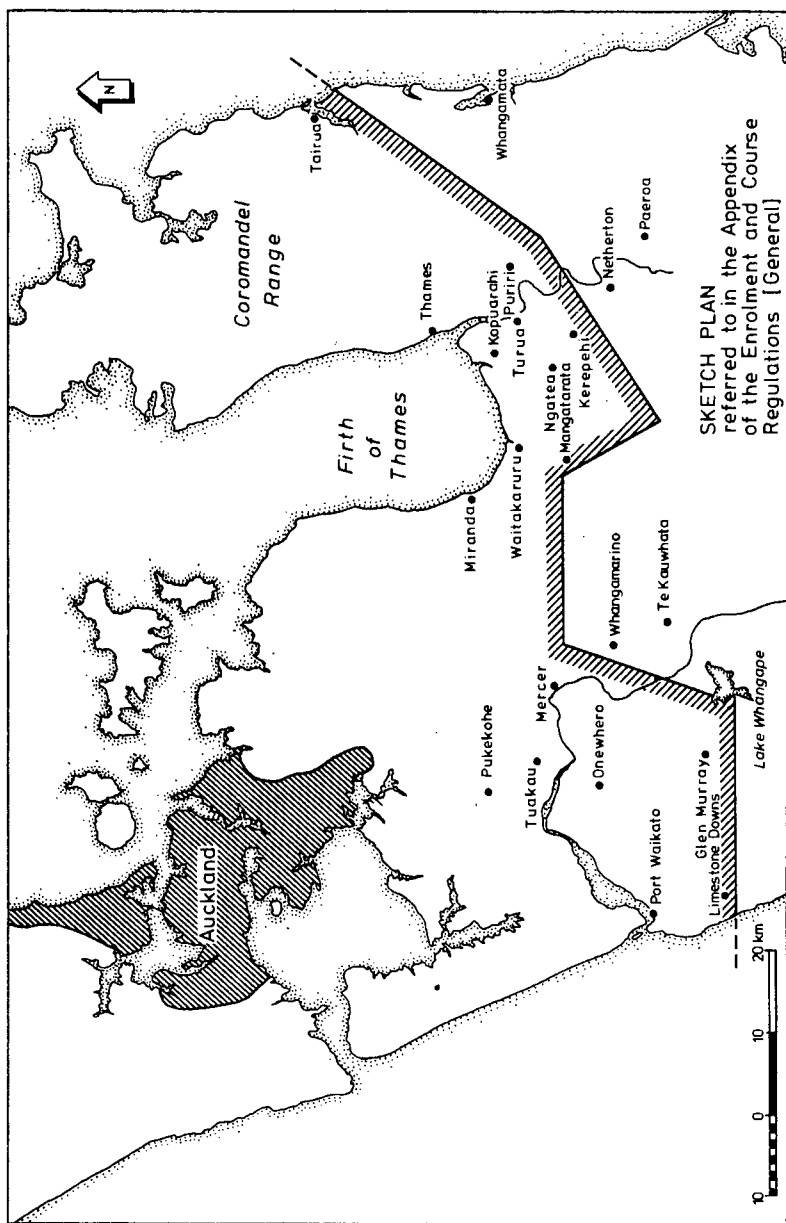 N
Coromandel
Range
Tairua
Whangamata
Thames
Firth
of
Thames
Kopuarahi
Puriri
Turua
Miranda
Waitakaruru
Ngatea
Mangatarata
Kerepehi
Netherton
Paeroa
Auckland
Pukekohe
Tuakau
Mercer
Onewhero
Whangamarino
Te Kauwhata
Port Waikato
Glen Murray
Limestone Downs
Lake Whangape
SKETCH PLAN
referred to in the Appendix
of the Enrolment and Course
Regulations [General]
10 0 10 20 km